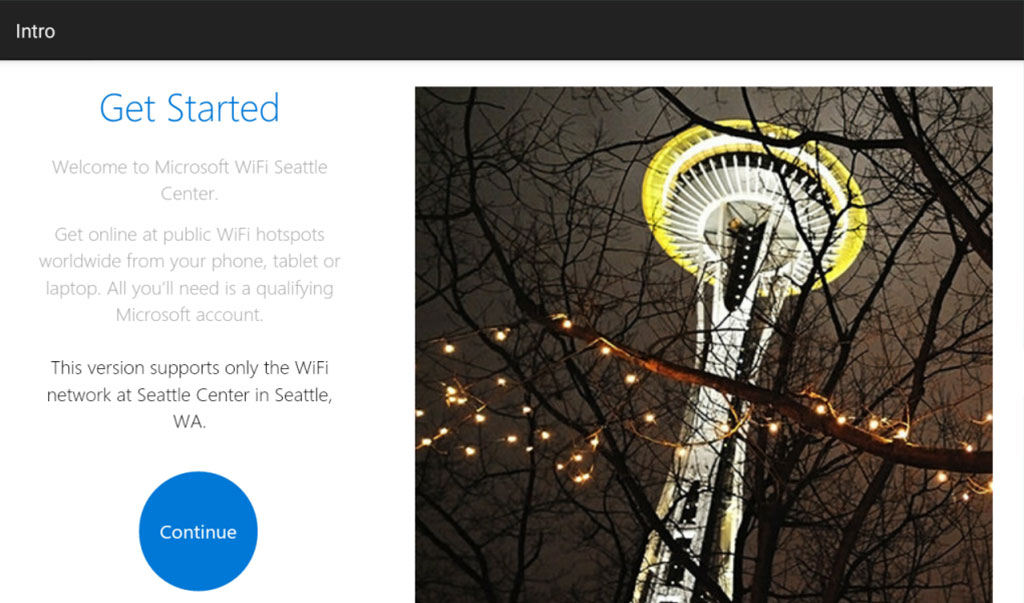 Intro
Get Started
Welcome to Microsoft WiFi Seattle
Center.
Get online at public WiFi hotspots
worldwide from your phone, tablet or
laptop. All you'll need is a qualifying
Microsoft account.
This version supports only the WiFi
network at Seattle Center in Seattle,
WA.
Continue